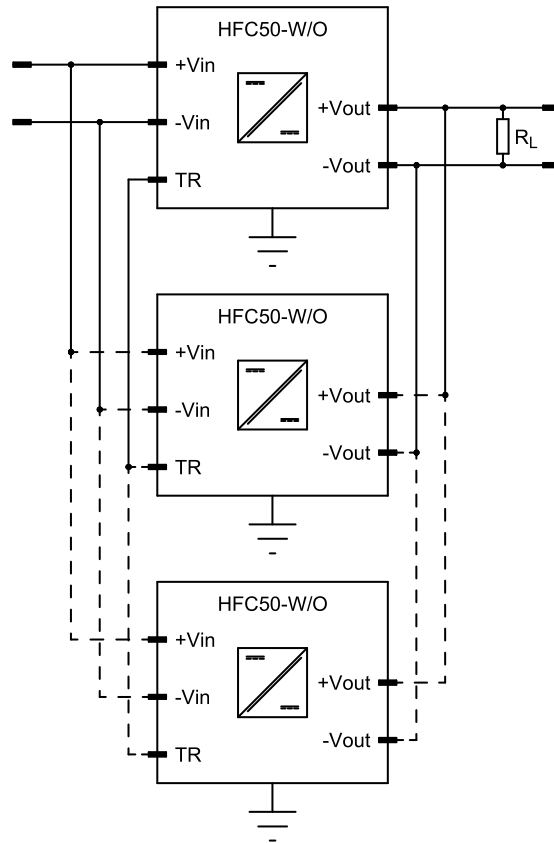 HFC50-W/O
+Vin
-Vin
TR
+Vout
-Vout
RL
HFC50-W/O
+Vin
-Vin
TR
+Vout
-Vout
HFC50-W/O
+Vin
-Vin
TR
+Vout
-Vout